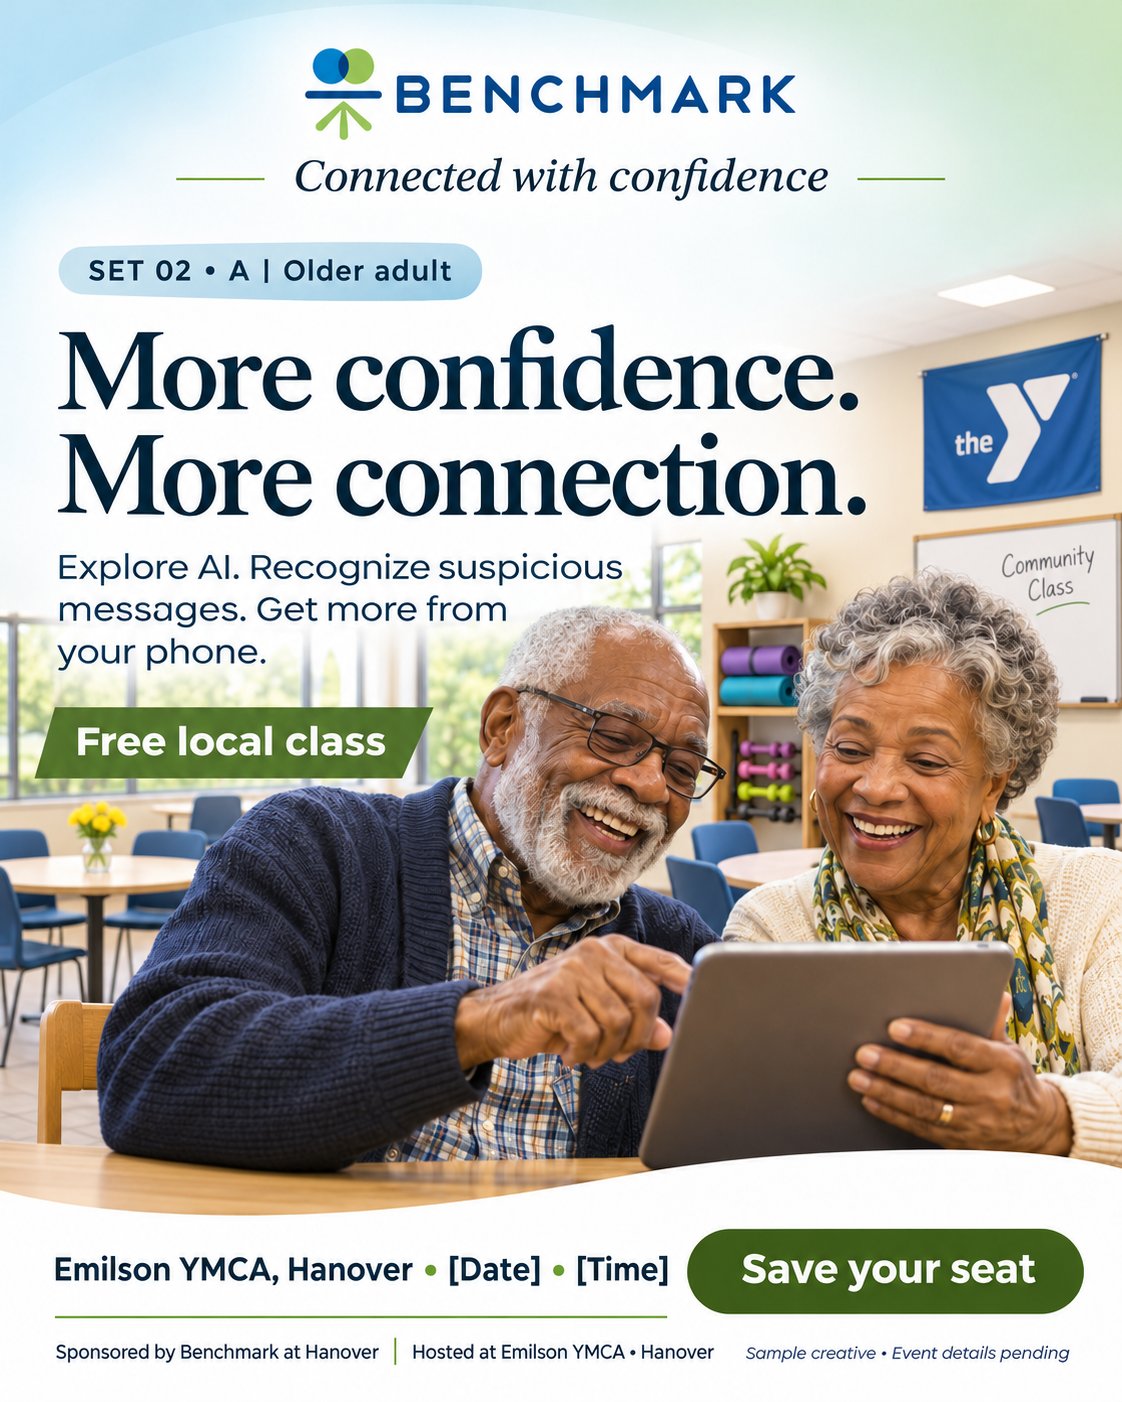 BENCHMARK
Connected with confidence
SET 02 • A | Older adult
More confidence.
More connection.
the Y®
Explore AI. Recognize suspicious
messages. Get more from
your phone.
Community
Class
Free local class
Emilson YMCA, Hanover • [Date] • [Time]
Save your seat
Sponsored by Benchmark at Hanover | Hosted at Emilson YMCA • Hanover
Sample creative • Event details pending